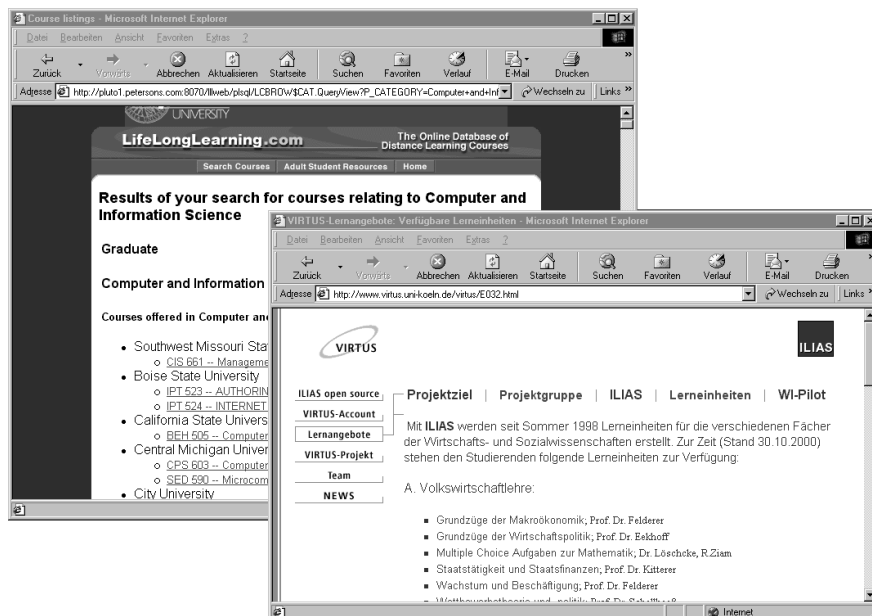 Course listings - Microsoft Internet Explorer
Datei Bearbeiten Ansicht Favoriten Extras ?
Zurück Vorwärts Abbrechen Aktualisieren Startseite Suchen Favoriten Verlauf E-Mail Drucken
Adresse http://pluto1.petersons.com:8070/lllweb/plsql/LCBROW$CAT.QueryView?P_CATEGORY=Computer+and+Inf Wechseln zu Links
UNIVERSITY
LifeLongLearning.com
The Online Database of
Distance Learning Courses
Search Courses Adult Student Resources Home
Results of your search for courses relating to Computer and
Information Science
Graduate
Computer and Information
Courses offered in Computer and
Southwest Missouri Sta
CIS 661 -- Manageme
Boise State University
IPT 523 -- AUTHORIN
IPT 524 -- INTERNET
California State Univers
BEH 505 -- Computer
Central Michigan Univer
CPS 603 -- Computer
SED 590 -- Microcom
City University
VIRTUS-Lernangebote: Verfügbare Lerneinheiten - Microsoft Internet Explorer
Datei Bearbeiten Ansicht Favoriten Extras ?
Zurück Vorwärts Abbrechen Aktualisieren Startseite Suchen Favoriten Verlauf E-Mail Drucken
Adresse http://www.virtus.uni-koeln.de/virtus/E032.html Wechseln zu Links
VIRTUS
ILIAS
ILIAS open source
VIRTUS-Account
Lernangebote
VIRTUS-Projekt
Team
NEWS
Projektziel | Projektgruppe | ILIAS | Lerneinheiten | WI-Pilot
Mit ILIAS werden seit Sommer 1998 Lerneinheiten für die verschiedenen Fächer
der Wirtschafts- und Sozialwissenschaften erstellt. Zur Zeit (Stand 30.10.2000)
stehen den Studierenden folgende Lerneinheiten zur Verfügung:
A. Volkswirtschaftlehre:
Grundzüge der Makroökonomik; Prof. Dr. Felderer
Grundzüge der Wirtschaftspolitik; Prof. Dr. Eekhoff
Multiple Choice Aufgaben zur Mathematik; Dr. Löschcke, R.Ziam
Staatstätigkeit und Staatsfinanzen; Prof. Dr. Kitterer
Wachstum und Beschäftigung; Prof. Dr. Felderer
Internet